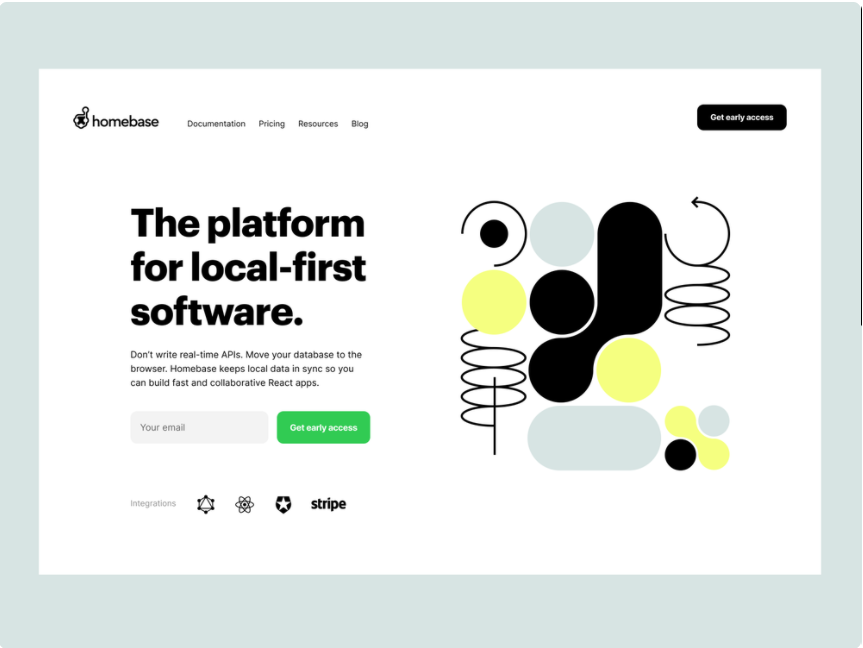 homebase
Documentation Pricing Resources Blog
Get early access
The platform
for local-first
software.
Don't write real-time APIs. Move your database to the
browser. Homebase keeps local data in sync so you
can build fast and collaborative React apps.
Your email
Get early access
Integrations
stripe